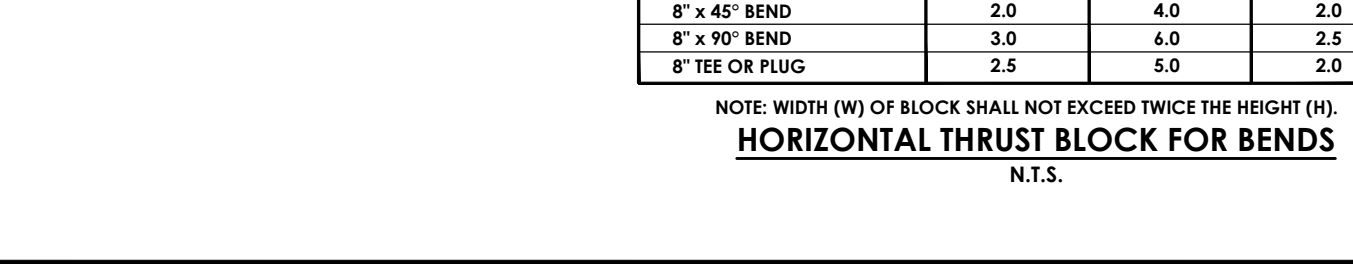 8" x 45° BEND 2.0 4.0 2.0
8" x 90° BEND 3.0 6.0 2.5
8" TEE OR PLUG 2.5 5.0 2.0
NOTE: WIDTH (W) OF BLOCK SHALL NOT EXCEED TWICE THE HEIGHT (H).
HORIZONTAL THRUST BLOCK FOR BENDS
N.T.S.